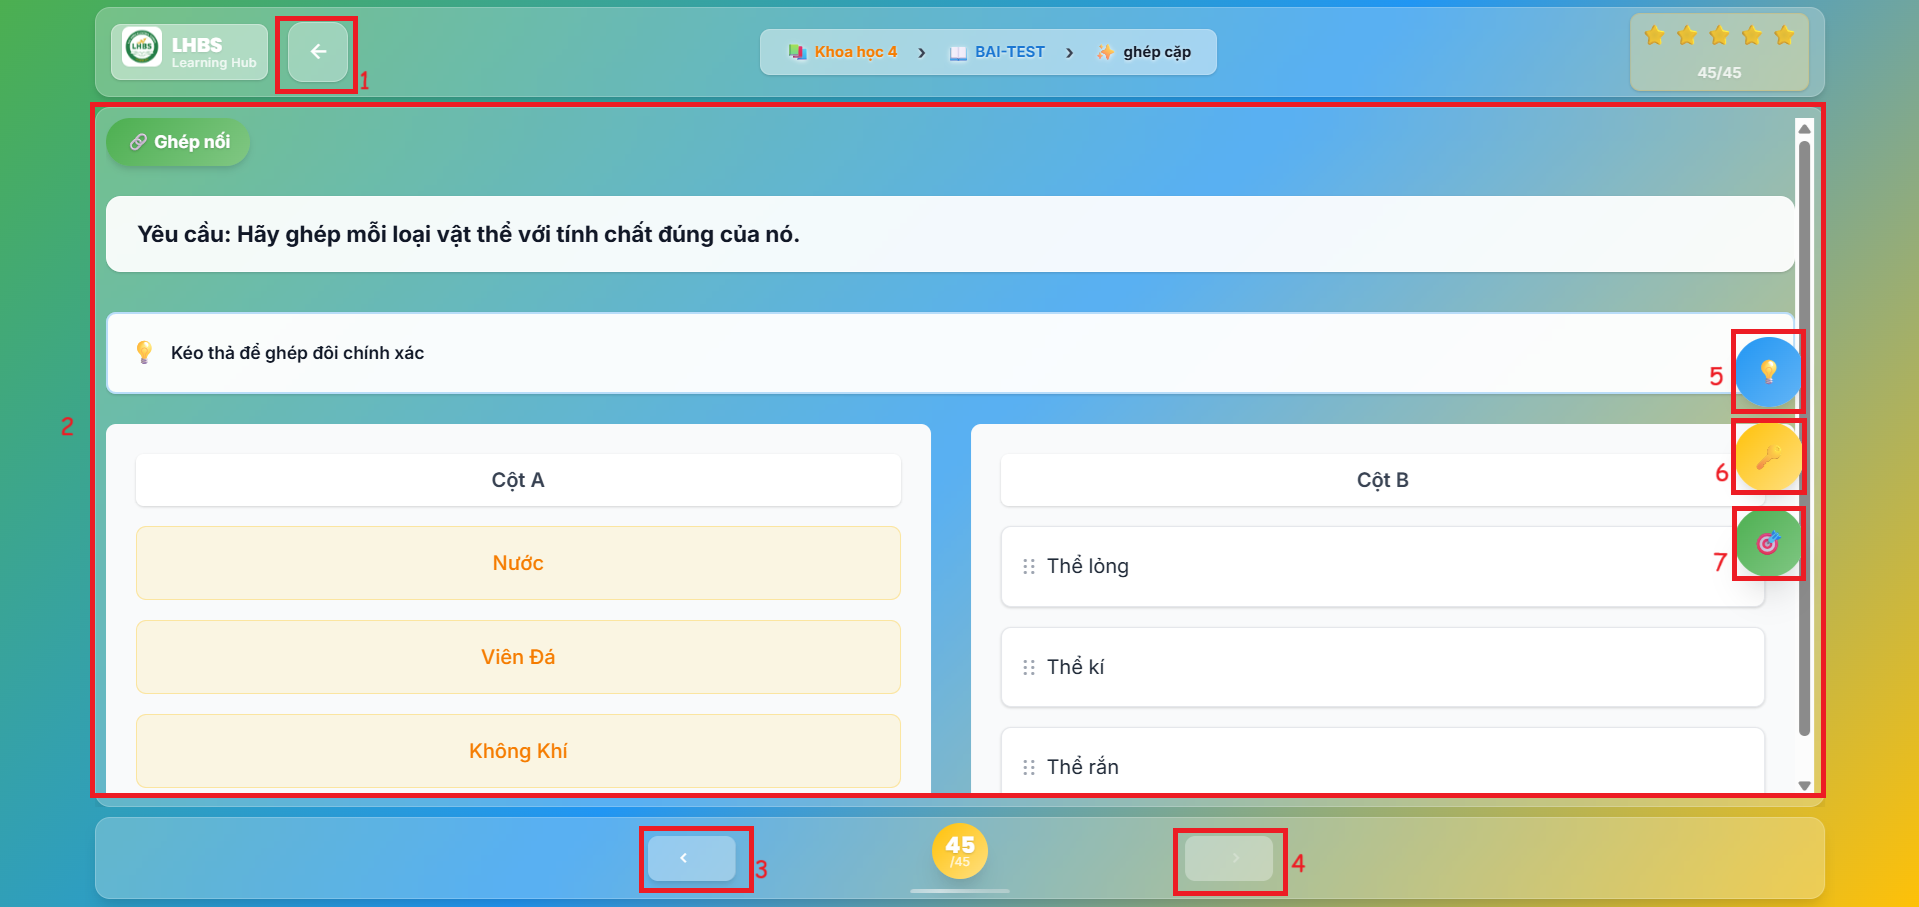 LHBS
LHBS
Learning Hub
1
Khoa học 4 › BAI-TEST › ghép cặp
45/45
Ghép nối
Yêu cầu: Hãy ghép mỗi loại vật thể với tính chất đúng của nó.
Kéo thả để ghép đôi chính xác
5
2
6
7
Cột A
Nước
Viên Đá
Không Khí
Cột B
Thể lỏng
Thể kí
Thể rắn
3
45
/45
4